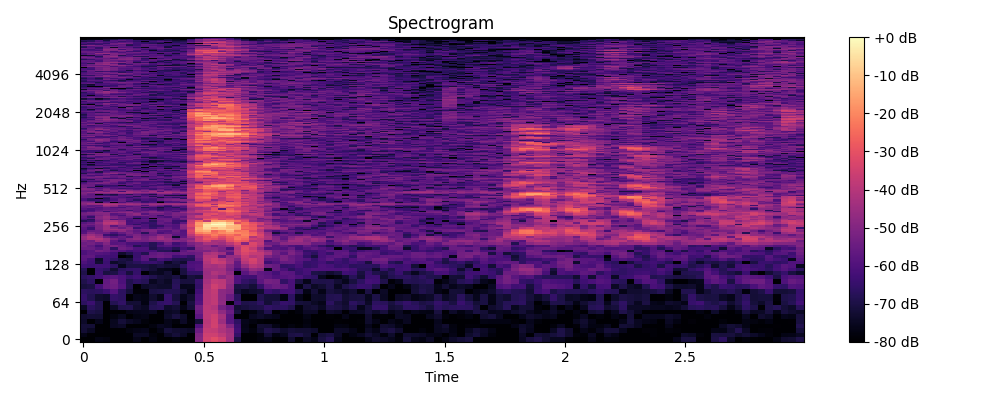 Spectrogram
+0 dB
4096
-10 dB
2048
-20 dB
1024
-30 dB
512
-40 dB
Hz
256
-50 dB
128
-60 dB
64
-70 dB
0
-80 dB
0 0.5 1 1.5 2 2.5
Time